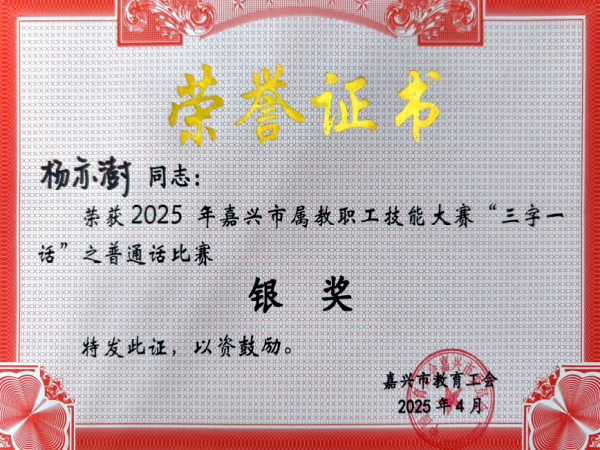 荣誉证书
杨亦澍 同志：
荣获2025 年嘉兴市属教职工技能大赛“三字一
话”之普通话比赛
银 奖
特发此证，以资鼓励。
嘉兴市教育工会
2025年4月